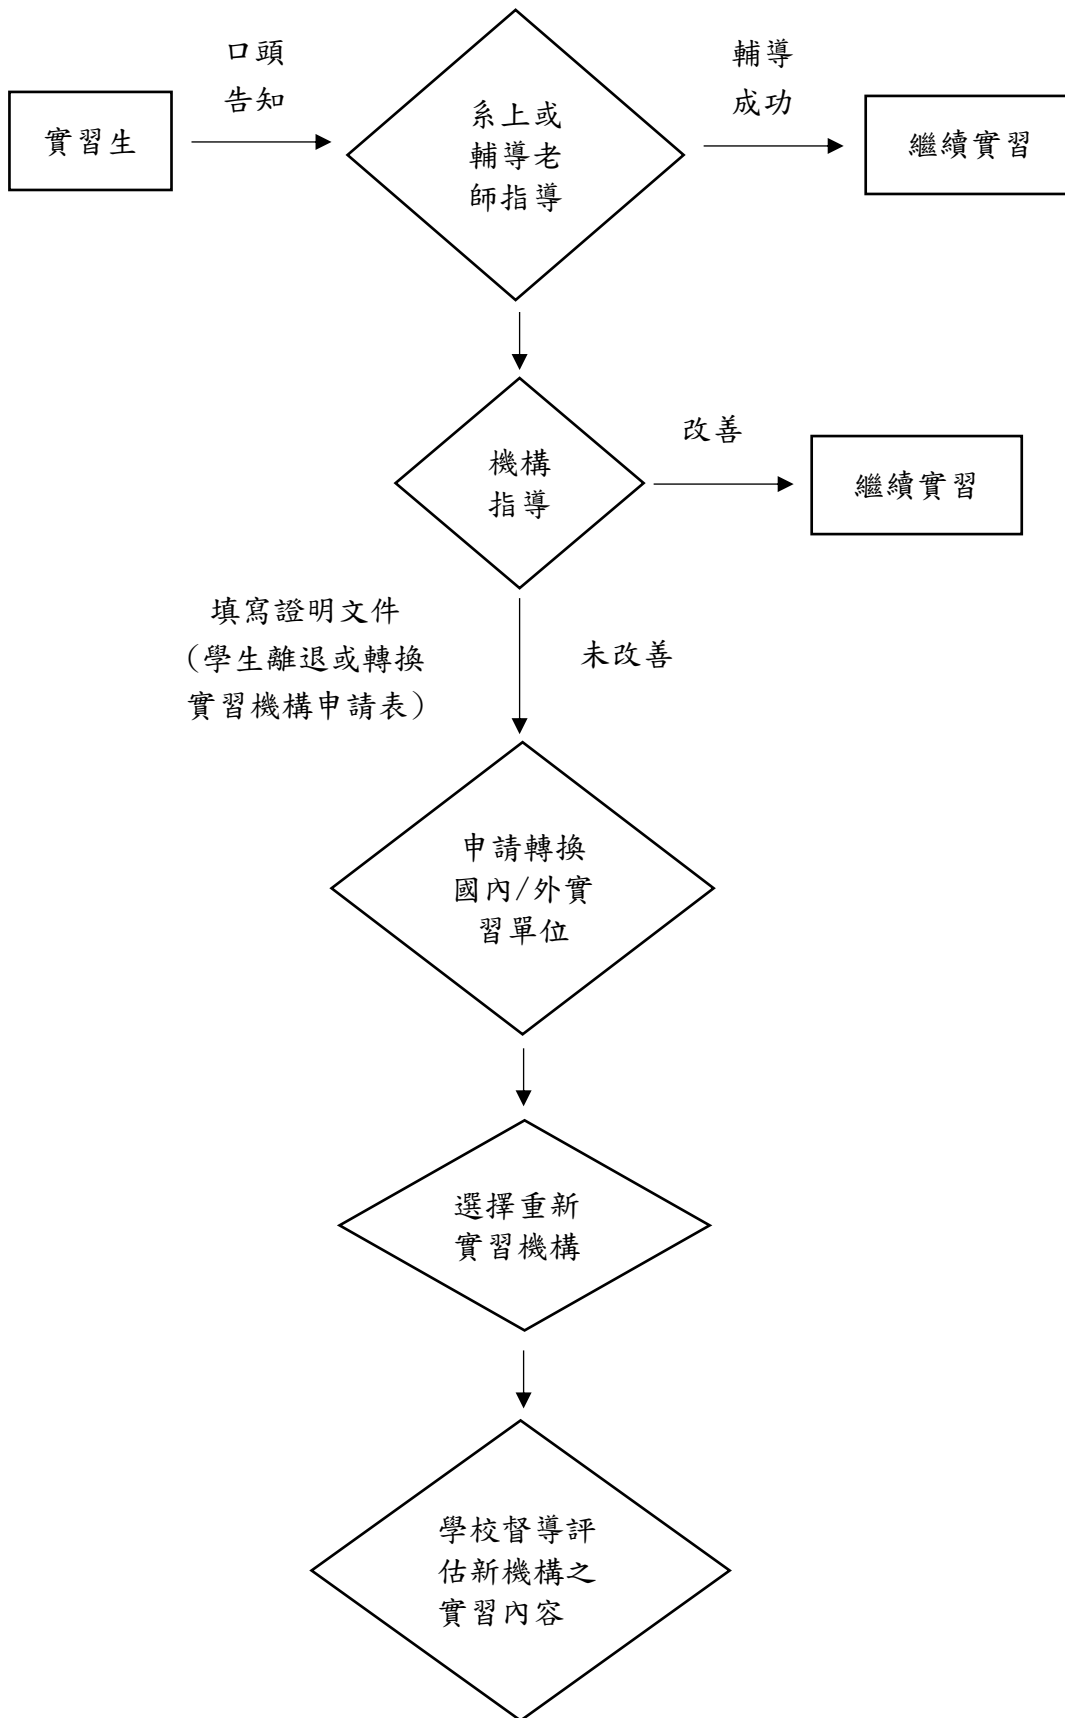 實習生
口頭
告知
系上或
輔導老
師指導
輔導
成功
繼續實習
機構
指導
改善
繼續實習
填寫證明文件
(學生離退或轉換
實習機構申請表)
未改善
申請轉換
國內/外實
習單位
選擇重新
實習機構
學校督導評
估新機構之
實習內容